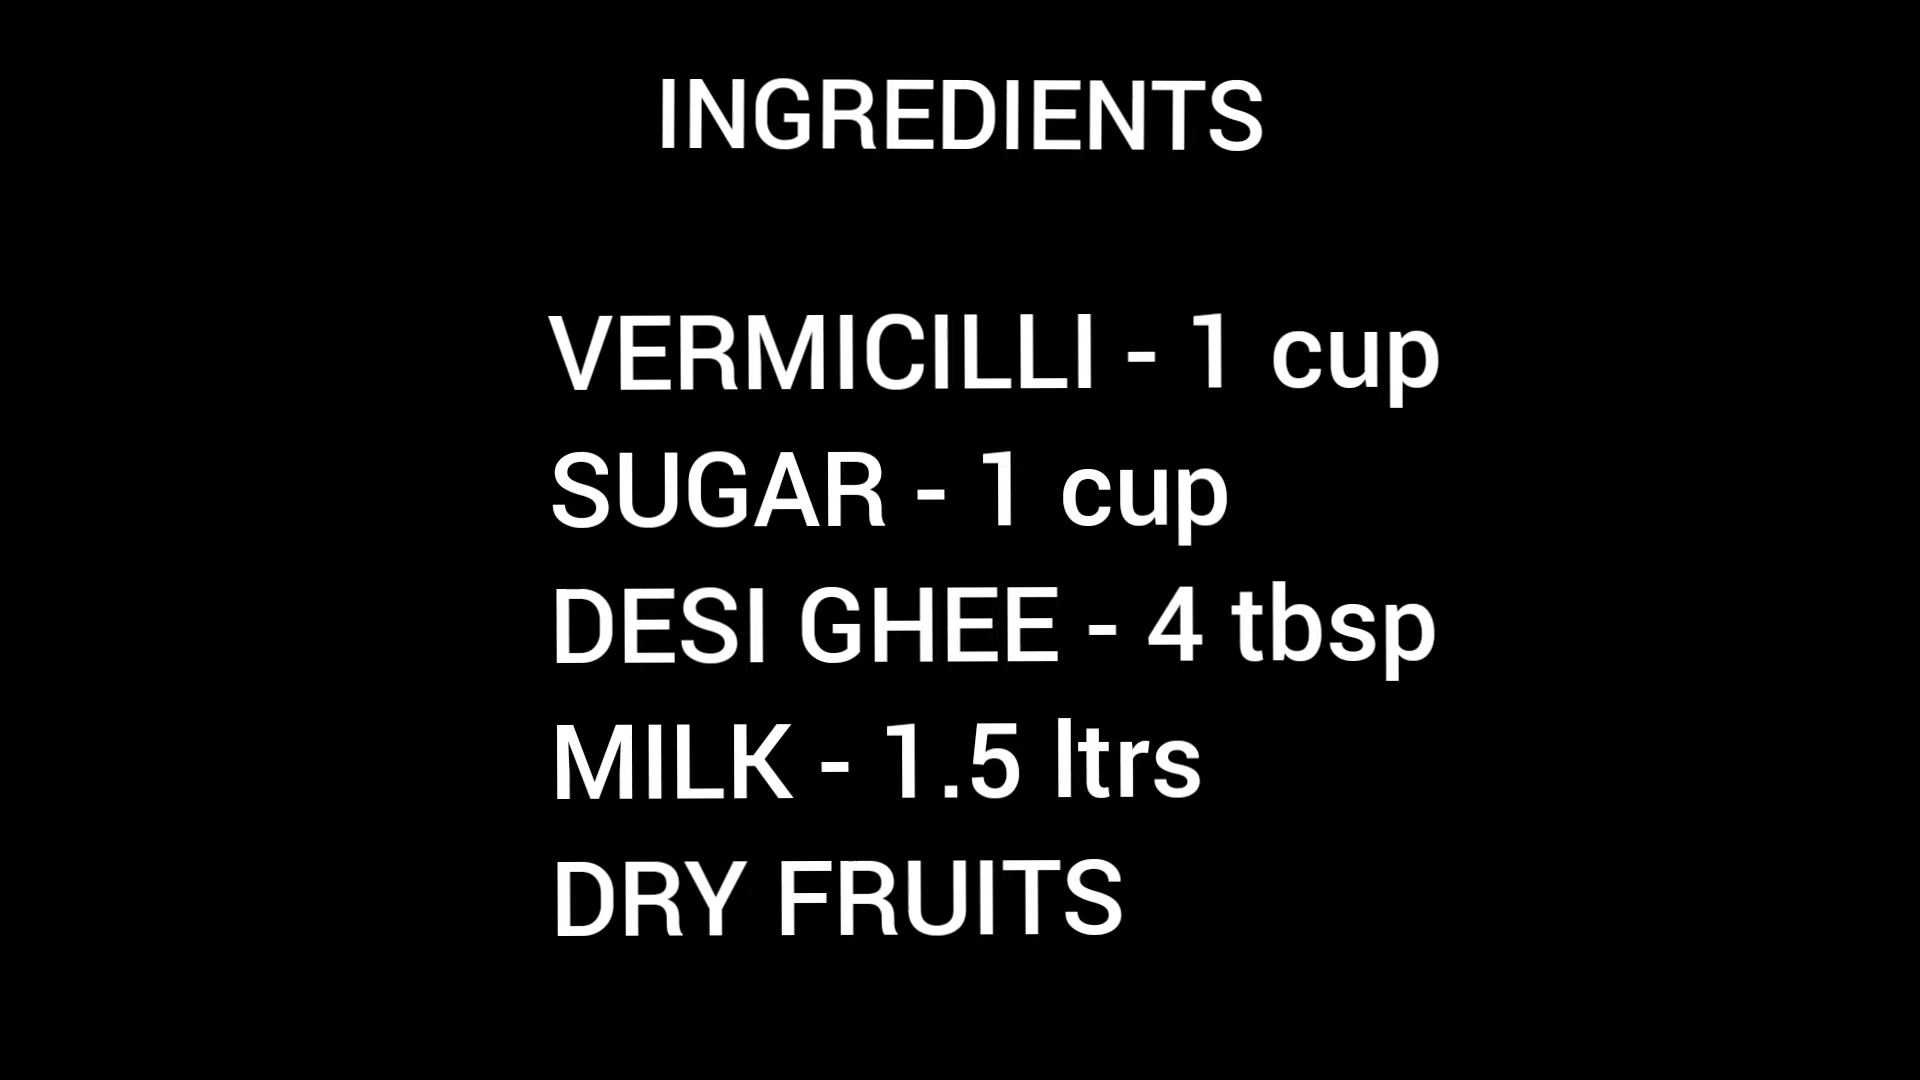 INGREDIENTS
VERMICILLI - 1 cup
SUGAR - 1 cup
DESI GHEE - 4 tbsp
MILK - 1.5 ltrs
DRY FRUITS